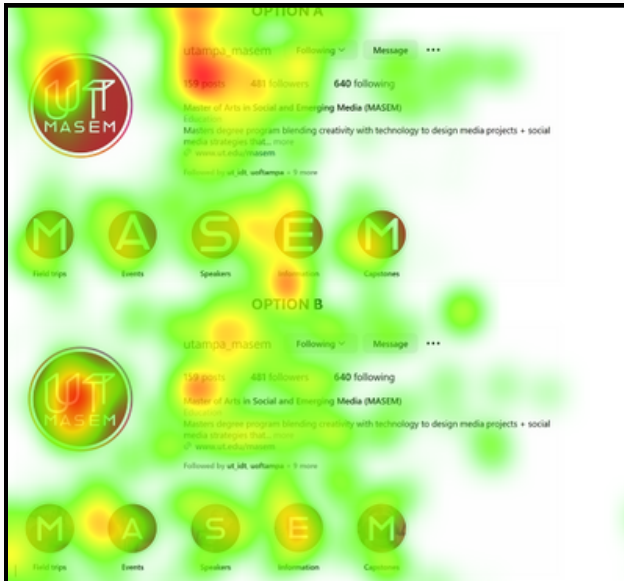 OPTION A
utampa_masem Following Message
159 posts 481 followers 640 following
UT
MASEM
Master of Arts in Social and Emerging Media (MASEM)
Education
Masters degree program blending creativity with technology to design media projects + social
media strategies that... more
www.ut.edu/masem
Followed by ut_idt, uoftampa + 9 more
M A S E M
Field trips Events Speakers Information Capstones
OPTION B
utampa_masem Following Message
159 posts 481 followers 640 following
UT
MASEM
Master of Arts in Social and Emerging Media (MASEM)
Education
Masters degree program blending creativity with technology to design media projects + social
media strategies that... more
www.ut.edu/masem
Followed by ut_idt, uoftampa + 9 more
M A S E M
Field trips Events Speakers Information Capstones